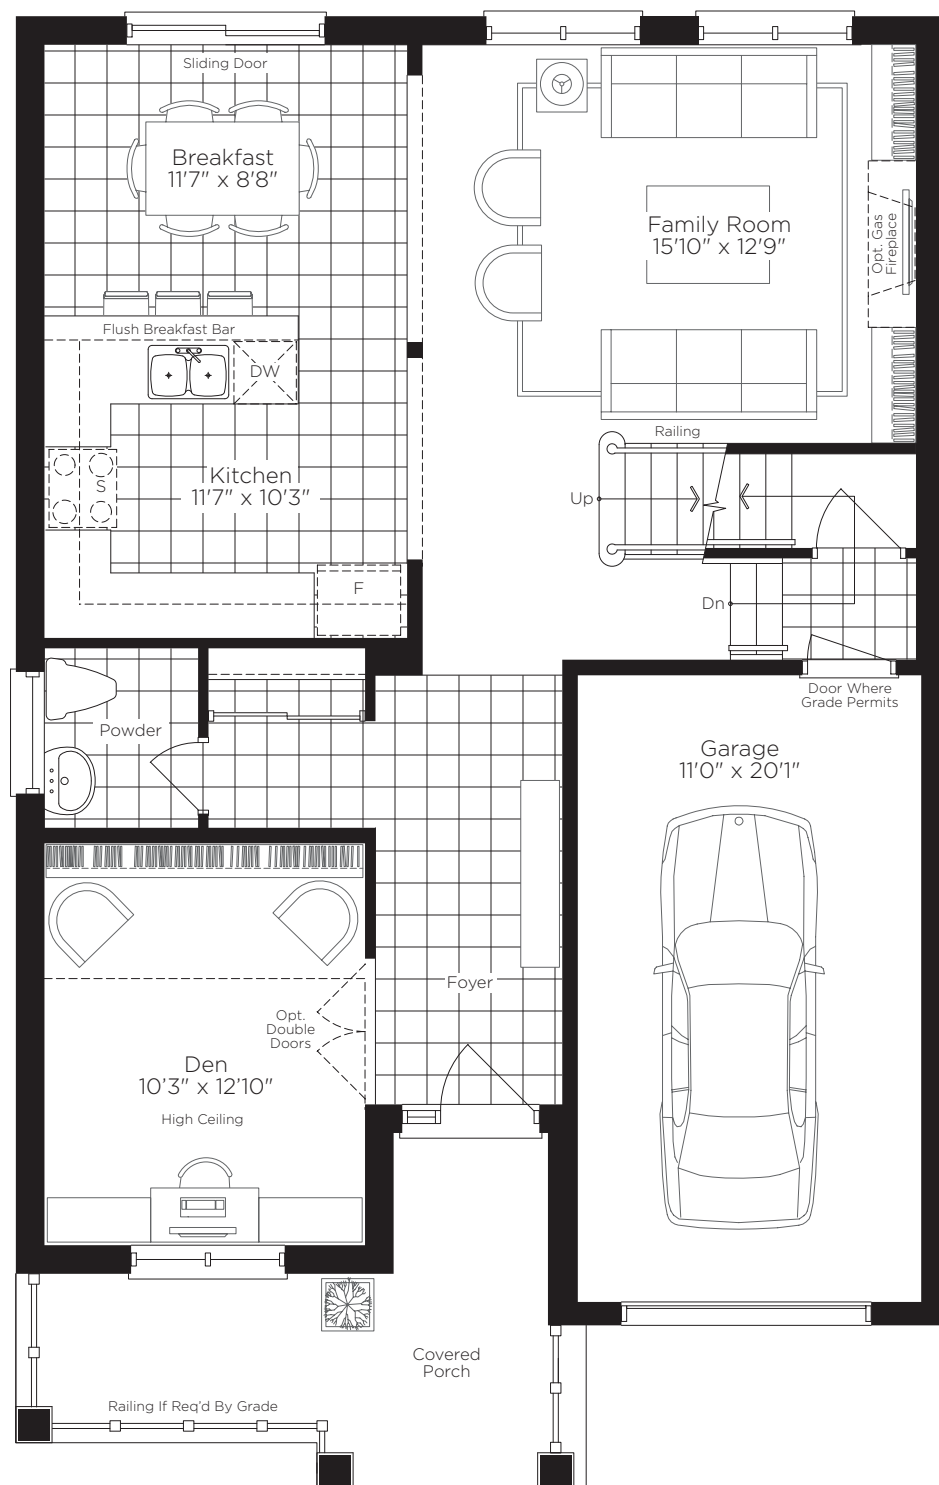 Sliding Door
Breakfast
11'7" x 8'8"
Family Room
15'10" x 12'9"
Opt. Gas
Fireplace
Flush Breakfast Bar
DW
Railing
Kitchen
11'7" x 10'3"
S
Up
F
Dn
Door Where
Grade Permits
Powder
Garage
11'0" x 20'1"
Foyer
Opt.
Double
Doors
Den
10'3" x 12'10"
High Ceiling
Covered
Porch
Railing If Req'd By Grade